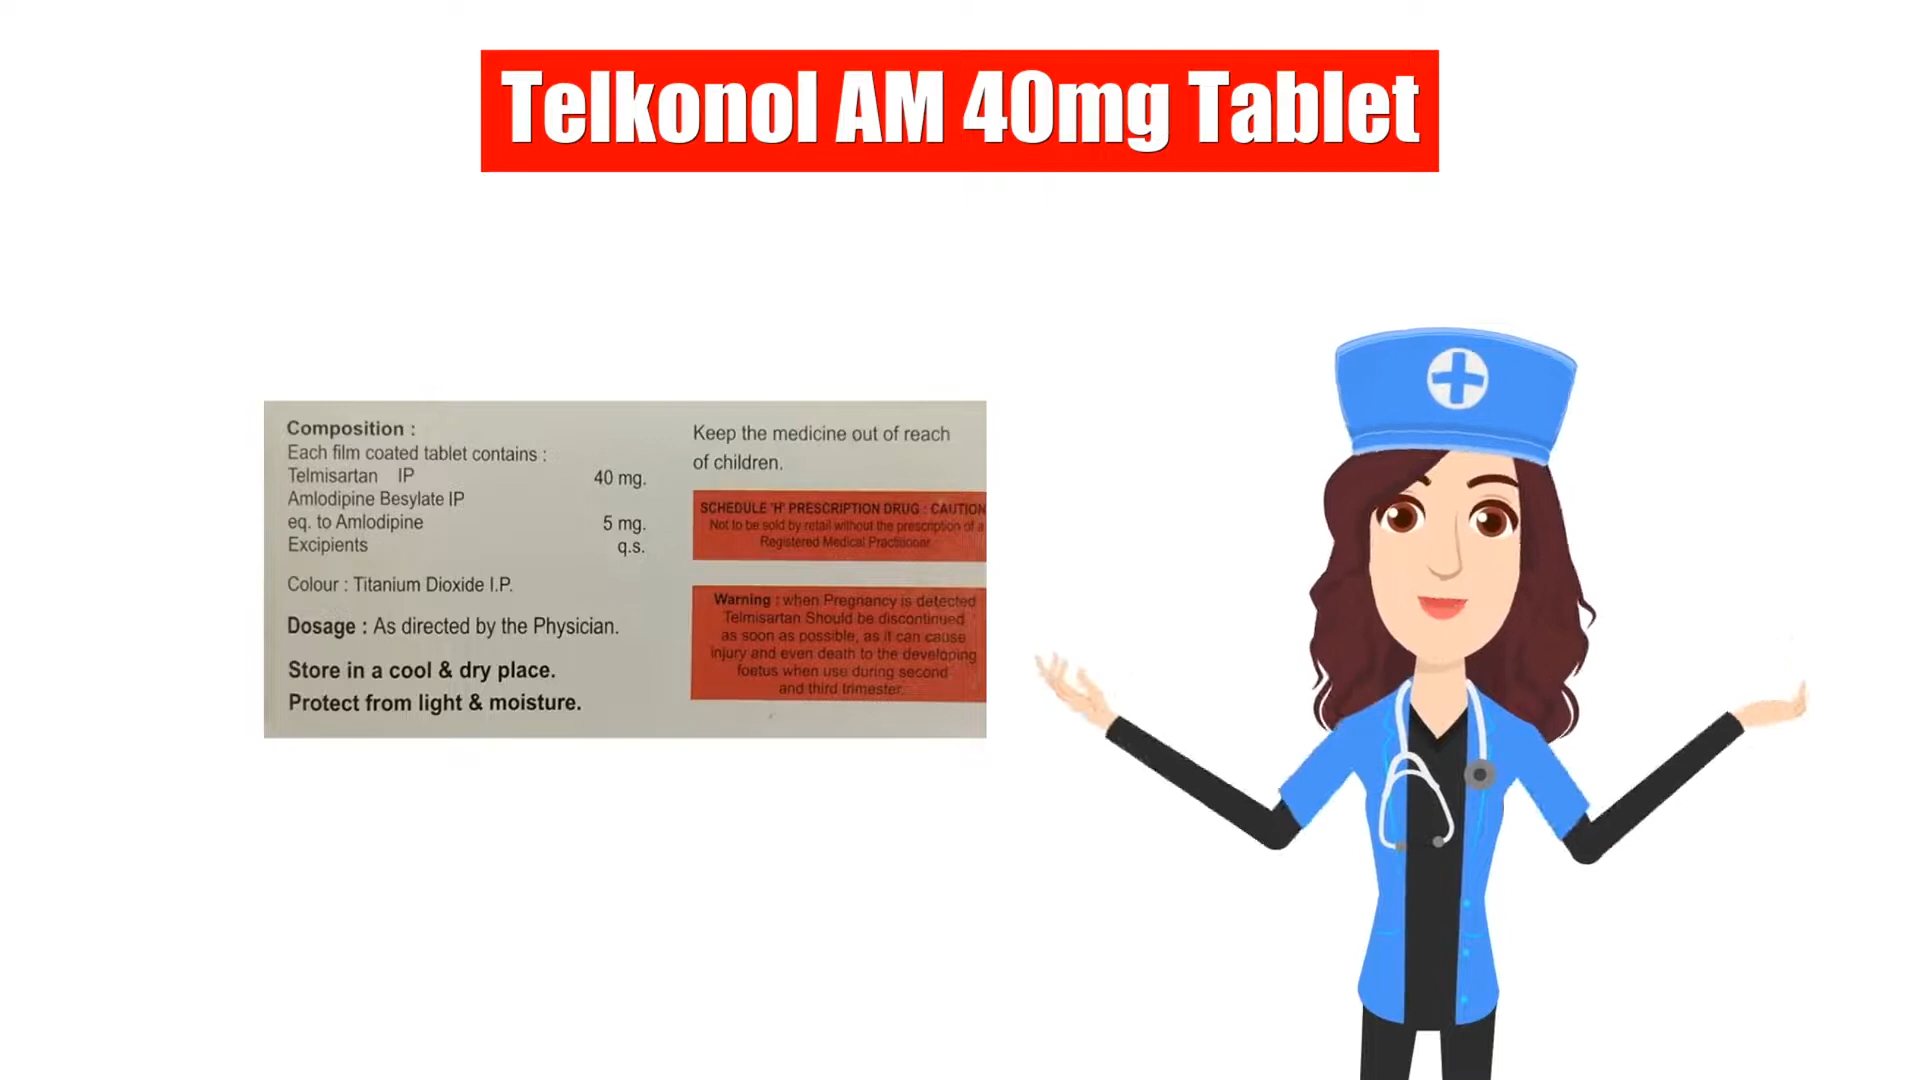 Telkonol AM 40mg Tablet
Composition :
Each film coated tablet contains :
Telmisartan IP 40 mg.
Amlodipine Besylate IP
eq. to Amlodipine 5 mg.
Excipients q.s.
Colour : Titanium Dioxide I.P.
Dosage : As directed by the Physician.
Store in a cool & dry place.
Protect from light & moisture.
Keep the medicine out of reach
of children.
SCHEDULE 'H' PRESCRIPTION DRUG : CAUTION
Not to be sold by retail without the prescription of a
Registered Medical Practitioner.
Warning : when Pregnancy is detected
Telmisartan Should be discontinued
as soon as possible, as it can cause
injury and even death to the developing
foetus when use during second
and third trimester.